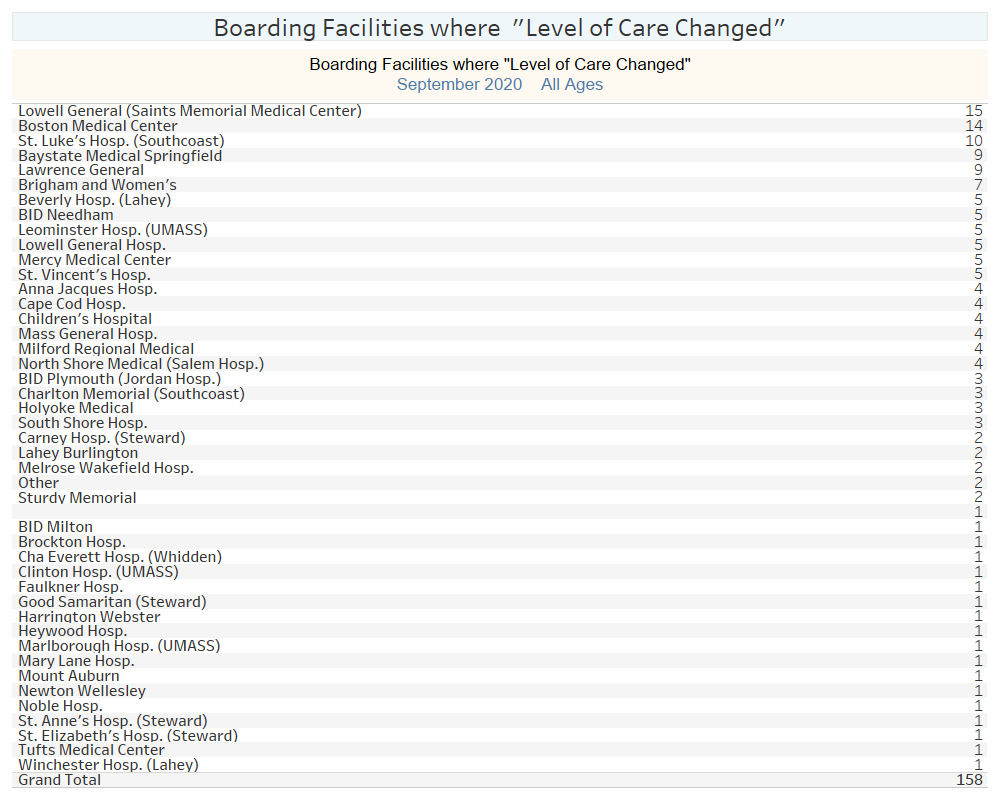 Boarding Facilities where "Level of Care Changed"
Boarding Facilities where "Level of Care Changed"
September 2020 All Ages
Lowell General (Saints Memorial Medical Center) 15
Boston Medical Center 14
St. Luke's Hosp. (Southcoast) 10
Baystate Medical Springfield 9
Lawrence General 9
Brigham and Women's 7
Beverly Hosp. (Lahey) 5
BID Needham 5
Leominster Hosp. (UMASS) 5
Lowell General Hosp. 5
Mercy Medical Center 5
St. Vincent's Hosp. 5
Anna Jacques Hosp. 4
Cape Cod Hosp. 4
Children's Hospital 4
Mass General Hosp. 4
Milford Regional Medical 4
North Shore Medical (Salem Hosp.) 4
BID Plymouth (Jordan Hosp.) 3
Charlton Memorial (Southcoast) 3
Holyoke Medical 3
South Shore Hosp. 3
Carney Hosp. (Steward) 2
Lahey Burlington 2
Melrose Wakefield Hosp. 2
Other 2
Sturdy Memorial 2
1
BID Milton 1
Brockton Hosp. 1
Cha Everett Hosp. (Whidden) 1
Clinton Hosp. (UMASS) 1
Faulkner Hosp. 1
Good Samaritan (Steward) 1
Harrington Webster 1
Heywood Hosp. 1
Marlborough Hosp. (UMASS) 1
Mary Lane Hosp. 1
Mount Auburn 1
Newton Wellesley 1
Noble Hosp. 1
St. Anne's Hosp. (Steward) 1
St. Elizabeth's Hosp. (Steward) 1
Tufts Medical Center 1
Winchester Hosp. (Lahey) 1
Grand Total 158